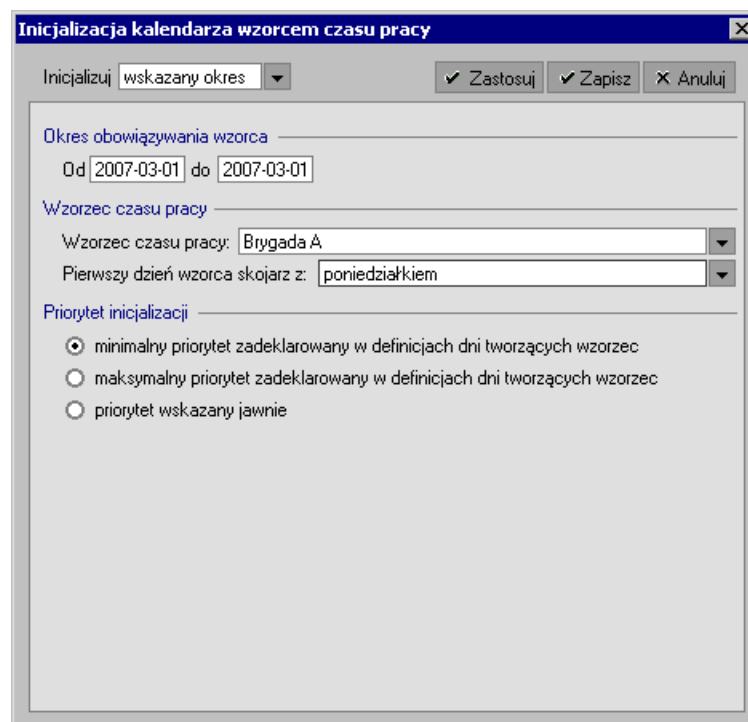 Inicjalizacja kalendarza wzorcem czasu pracy
Inicjalizuj wskazany okres Zastosuj Zapisz Anuluj
Okres obowiązywania wzorca
Od 2007-03-01 do 2007-03-01
Wzorzec czasu pracy
Wzorzec czasu pracy: Brygada A
Pierwszy dzień wzorca skojarz z: poniedziałkiem
Priorytet inicjalizacji
minimalny priorytet zadeklarowany w definicjach dni tworzących wzorzec
maksymalny priorytet zadeklarowany w definicjach dni tworzących wzorzec
priorytet wskazany jawnie